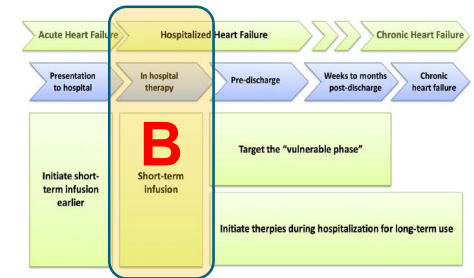 Acute Heart Failure
Hospitalized Heart Failure
Chronic Heart Failure
Presentation
to hospital
In hospital
therapy
Pre-discharge
Weeks to months
post-discharge
Chronic
heart failure
Initiate short-
term infusion
earlier
B
Short-term
infusion
Target the “vulnerable phase”
Initiate therpies during hospitalization for long-term use